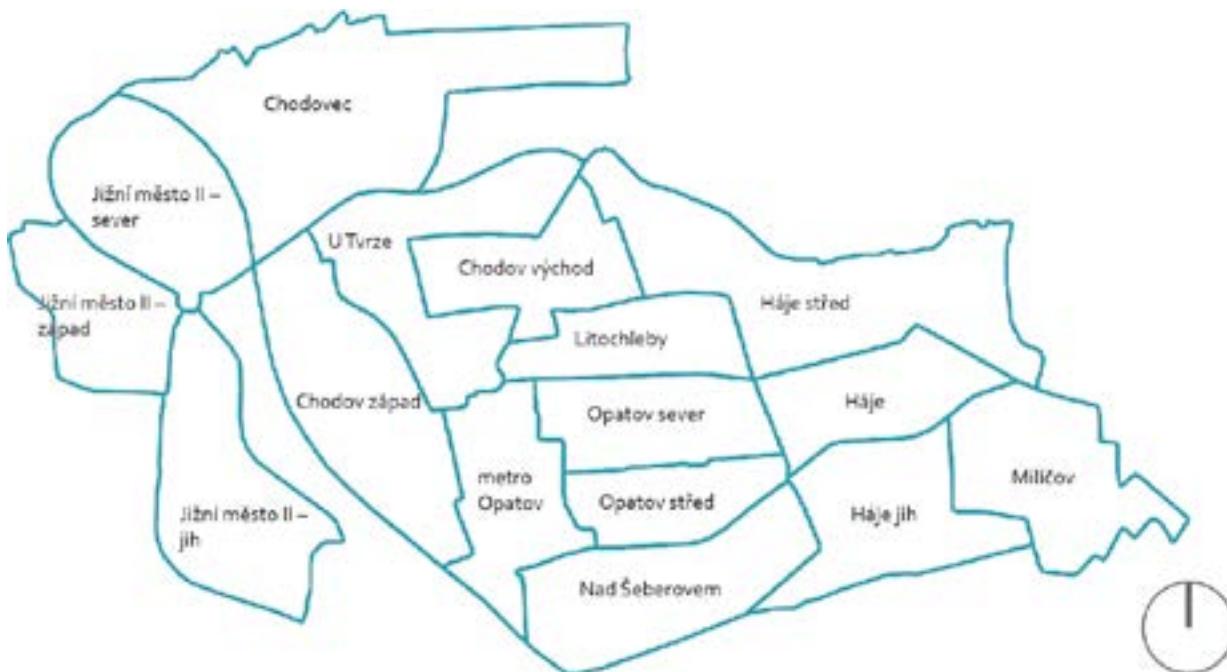 Chodovec
Jižní město II –
sever
U Tvrze
Chodov východ
Jižní město II –
západ
Háje střed
Litochleby
Chodov západ
Háje
Opatov sever
metro
Opatov
Milíčov
Opatov střed
Jižní město II –
jih
Háje jih
Nad Šeberovem